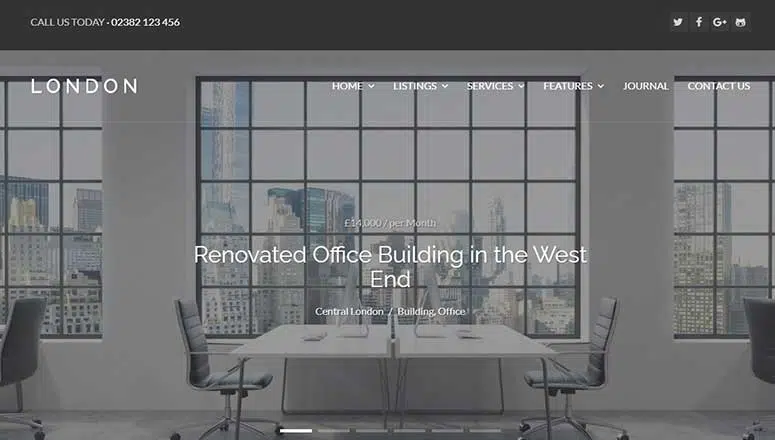 CALL US TODAY - 02382 123 456
LONDON
HOME LISTINGS SERVICES FEATURES JOURNAL CONTACT US
£14,000 / per Month
Renovated Office Building in the West
End
Central London / Building, Office